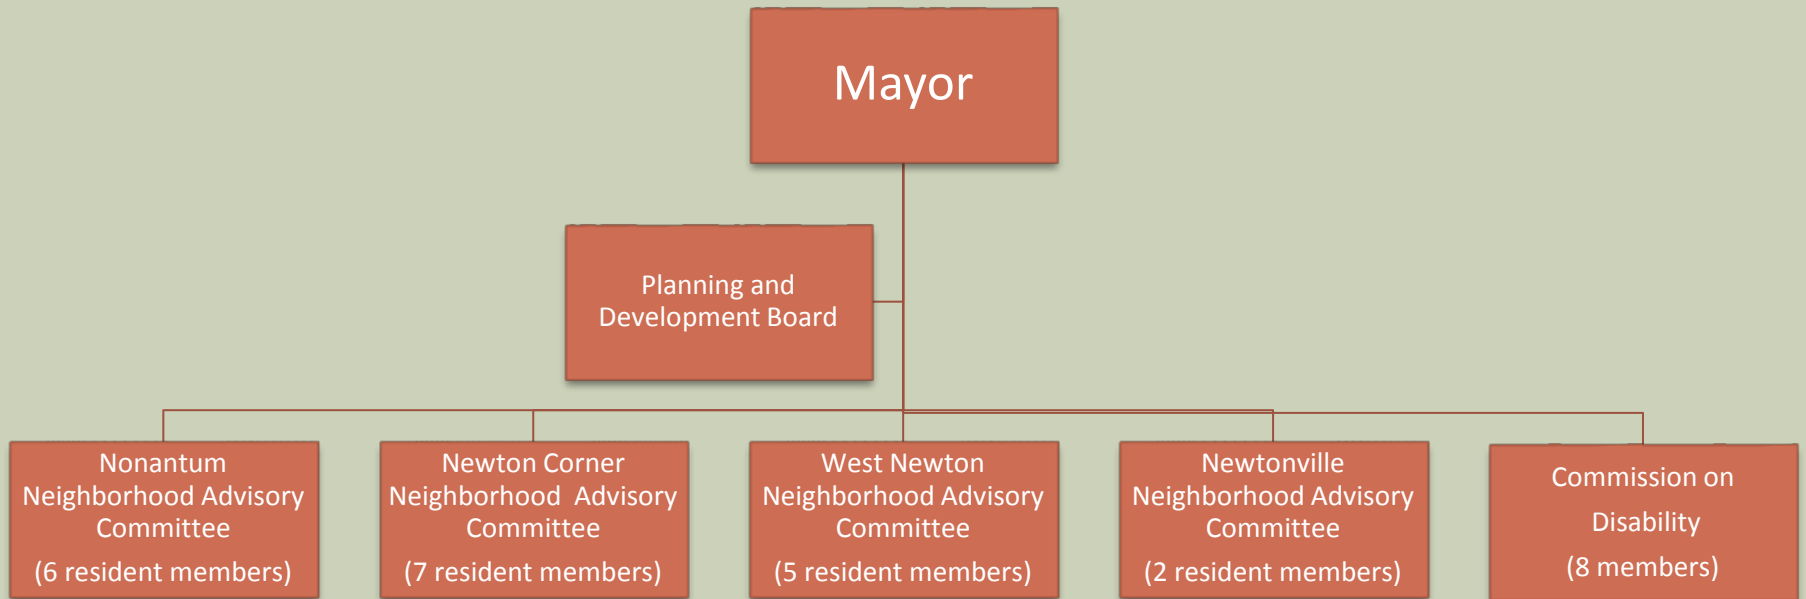 Mayor
Planning and
Development Board
Nonantum
Neighborhood Advisory
Committee
(6 resident members)
Newton Corner
Neighborhood Advisory
Committee
(7 resident members)
West Newton
Neighborhood Advisory
Committee
(5 resident members)
Newtonville
Neighborhood Advisory
Committee
(2 resident members)
Commission on
Disability
(8 members)